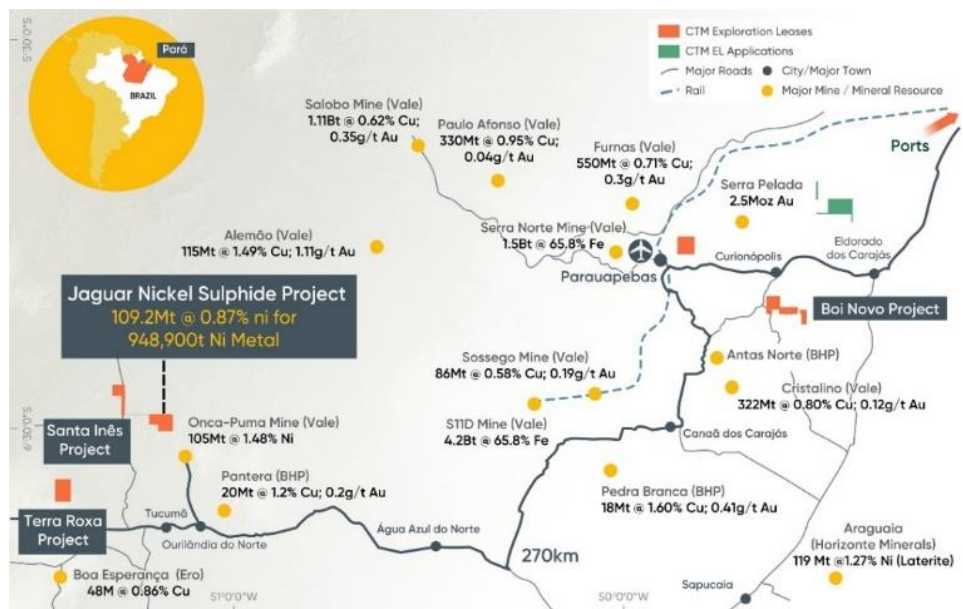 Pará
BRAZIL
CTM Exploration Leases
CTM EL Applications
Major Roads
City/Major Town
Rail
Major Mine / Mineral Resource
5°30'0"S
Salobo Mine (Vale)
1.11Bt @ 0.62% Cu;
0.35g/t Au
Paulo Afonso (Vale)
330Mt @ 0.95% Cu;
0.04g/t Au
Furnas (Vale)
550Mt @ 0.71% Cu;
0.3g/t Au
Ports
Serra Pelada
2.5Moz Au
Alemão (Vale)
115Mt @ 1.49% Cu; 1.11g/t Au
Serra Norte Mine (Vale)
1.5Bt @ 65.8% Fe
Parauapebas
Curionópolis
Eldorado
dos Carajás
Jaguar Nickel Sulphide Project
109.2Mt @ 0.87% ni for
948,900t Ni Metal
Boi Novo Project
Sossego Mine (Vale)
86Mt @ 0.58% Cu; 0.19g/t Au
Antas Norte (BHP)
Cristalino (Vale)
322Mt @ 0.80% Cu; 0.12g/t Au
6°30'0"S
Santa Inês
Project
Onca-Puma Mine (Vale)
105Mt @ 1.48% Ni
S11D Mine (Vale)
4.2Bt @ 65.8% Fe
Canaã dos Carajás
Pantera (BHP)
20Mt @ 1.2% Cu; 0.2g/t Au
Pedra Branca (BHP)
18Mt @ 1.60% Cu; 0.41g/t Au
Terra Roxa
Project
Tucumã
Ourilândia do Norte
Água Azul do Norte
270km
Araguaia
(Horizonte Minerals)
119 Mt @1.27% Ni (Laterite)
Boa Esperança (Ero)
48M @ 0.86% Cu
Sapucaia
51°0'0"W
50°0'0"W